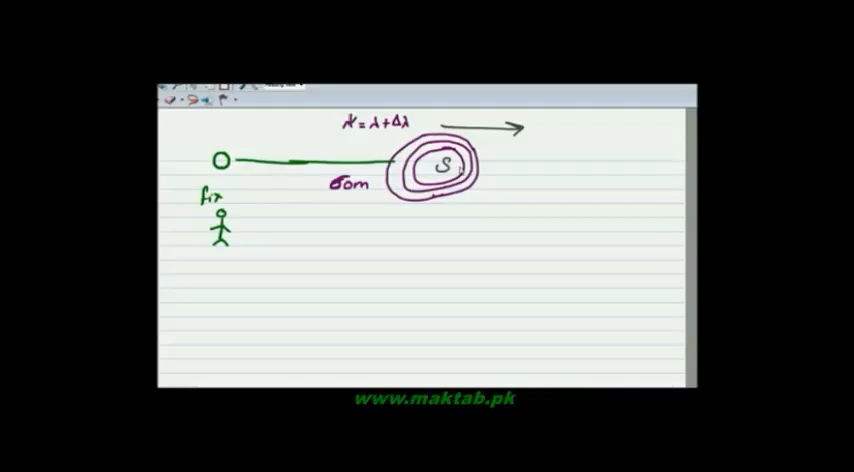 λ' = λ + Δλ
O
S
60m
fix
www.maktab.pk